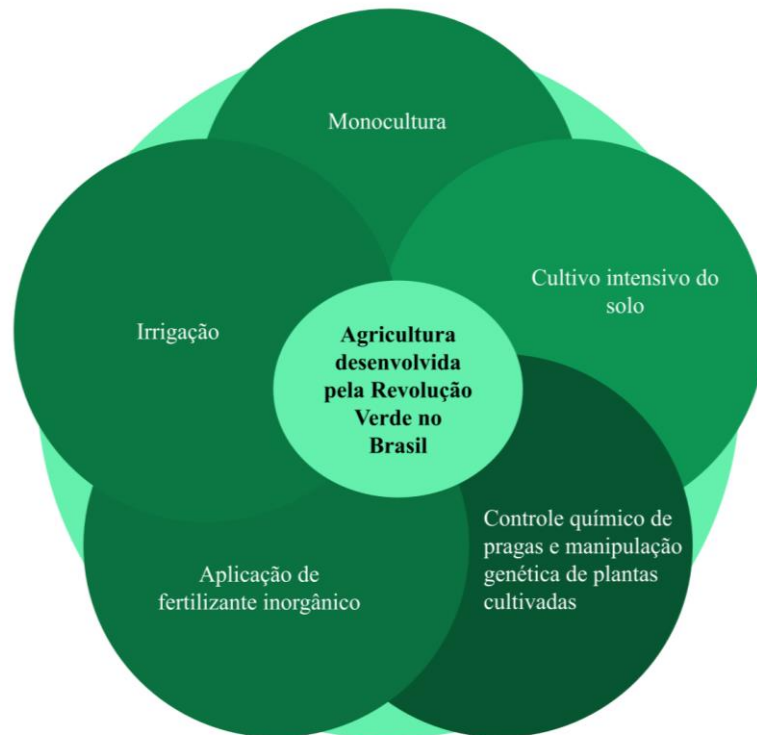 Monocultura
Cultivo intensivo do
solo
Irrigação
Agricultura
desenvolvida
pela Revolução
Verde no
Brasil
Controle químico de
pragas e manipulação
genética de plantas
cultivadas
Aplicação de
fertilizante inorgânico